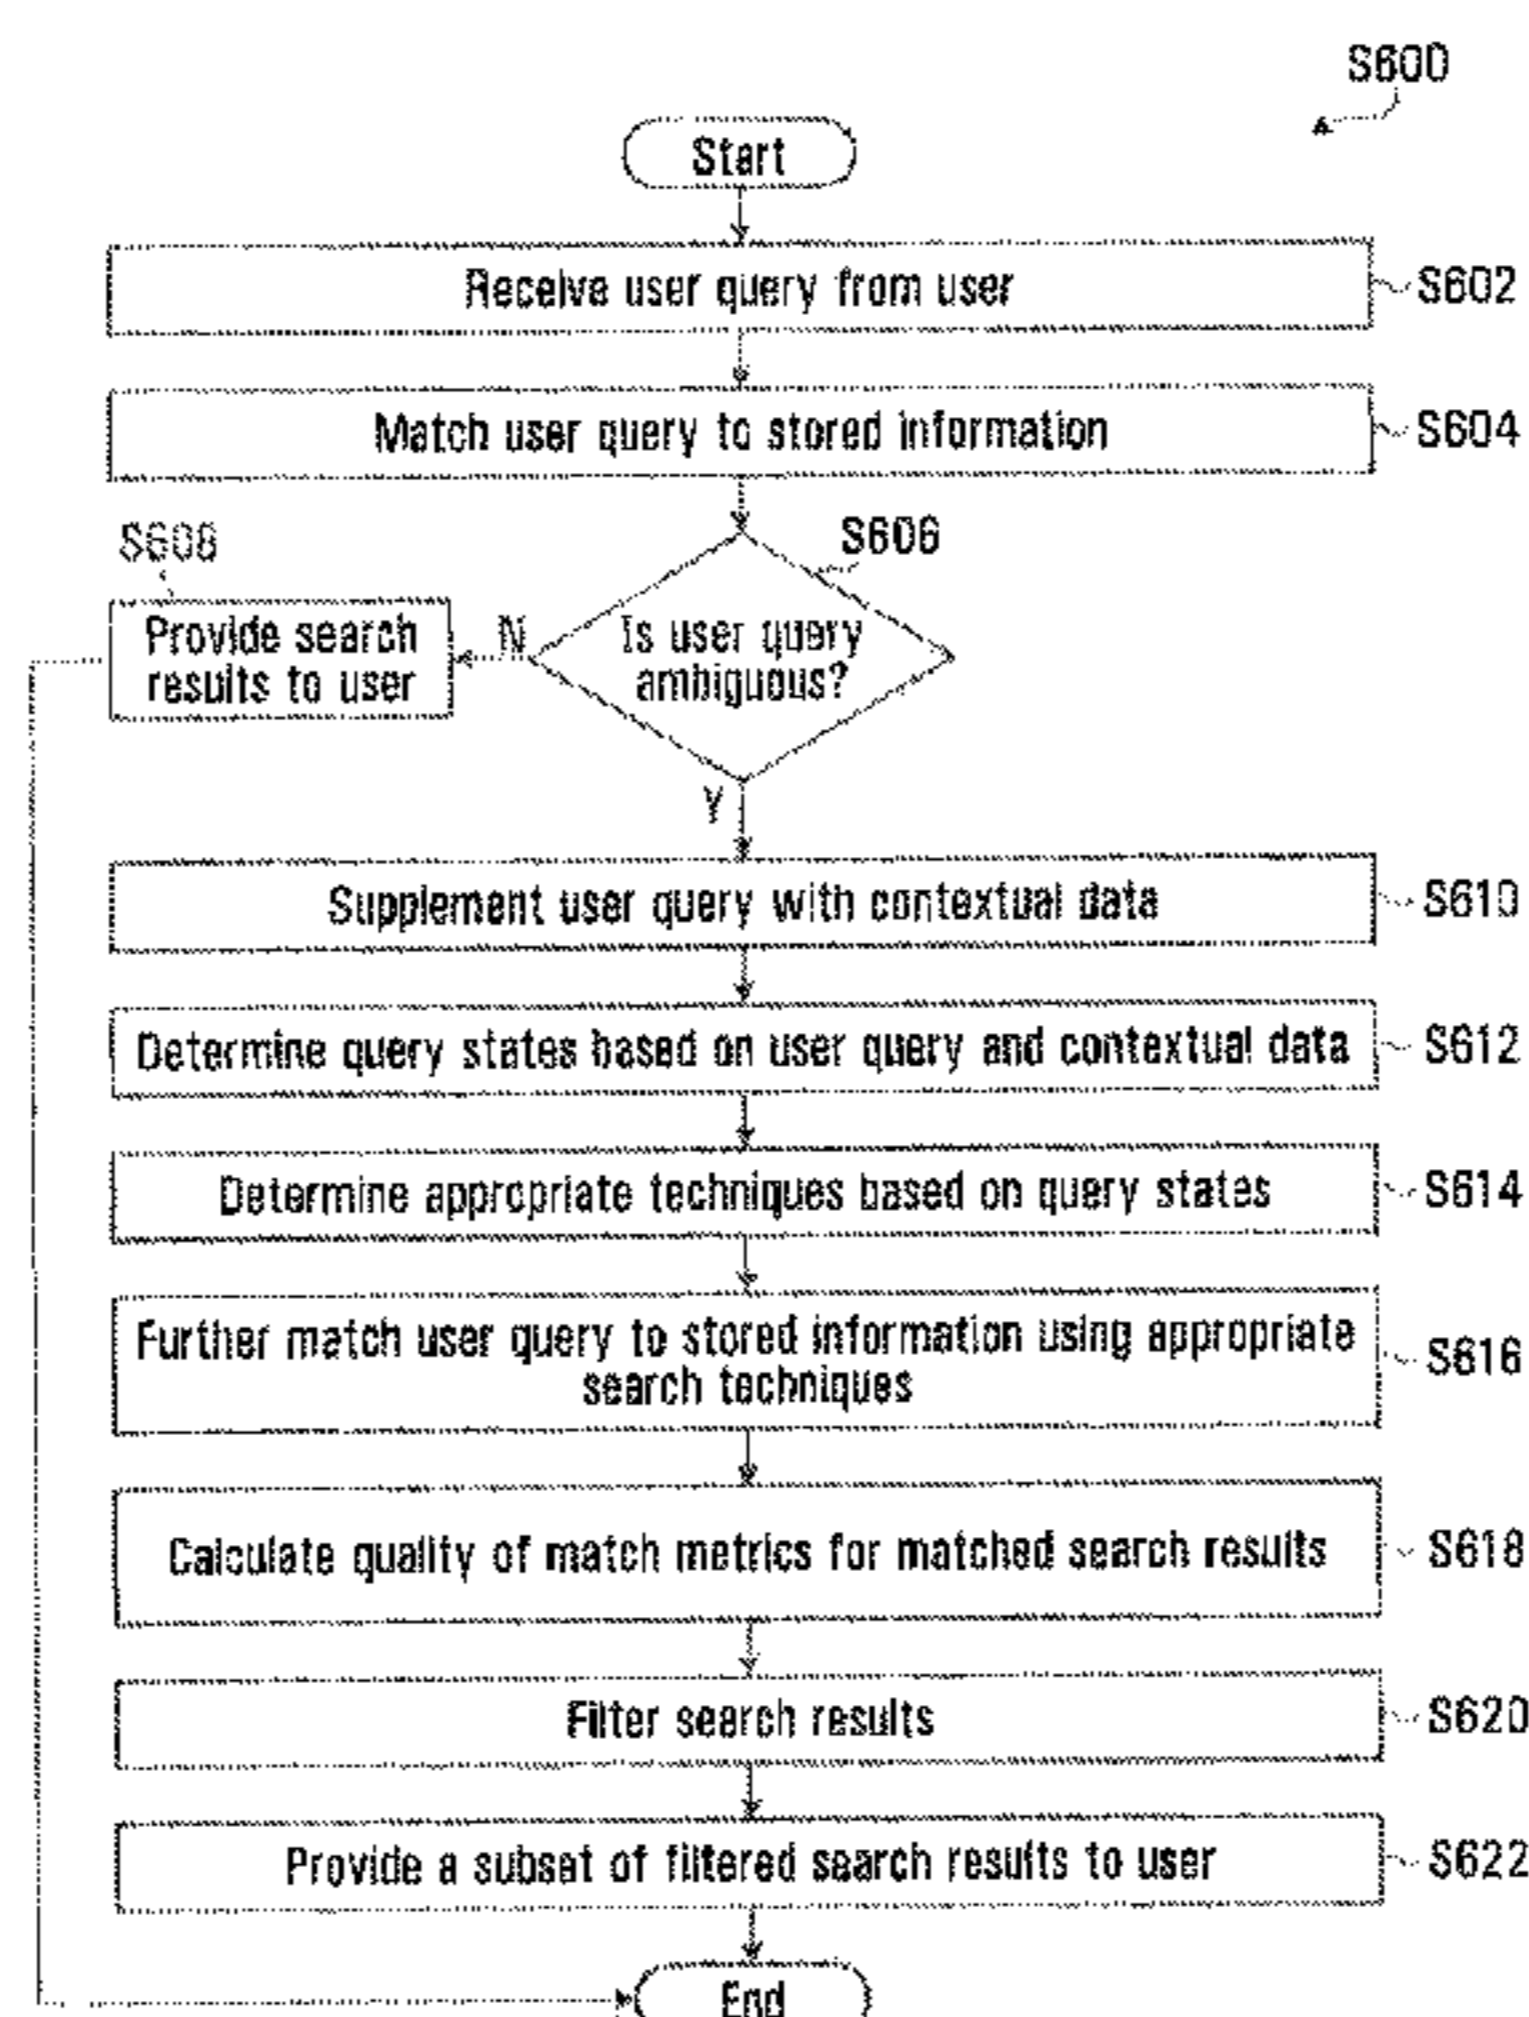 S600
Start
Receive user query from user
S602
Match user query to stored information
S604
S608
S606
Provide search
results to user
N
Is user query
ambiguous?
Y
Supplement user query with contextual data
S610
Determine query states based on user query and contextual data
S612
Determine appropriate techniques based on query states
S614
Further match user query to stored information using appropriate
search techniques
S616
Calculate quality of match metrics for matched search results
S618
Filter search results
S620
Provide a subset of filtered search results to user
S622
End